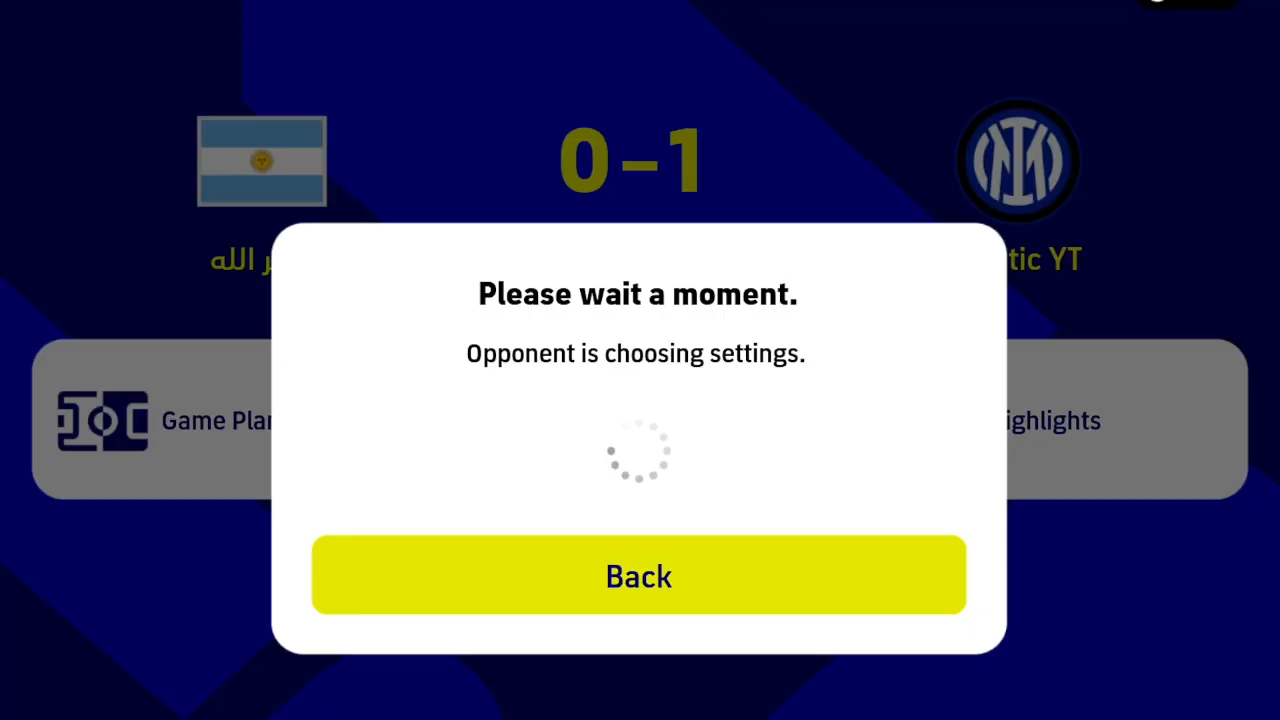 0-1
الله
tic YT
Please wait a moment.
Opponent is choosing settings.
Game Plan
ighlights
Back